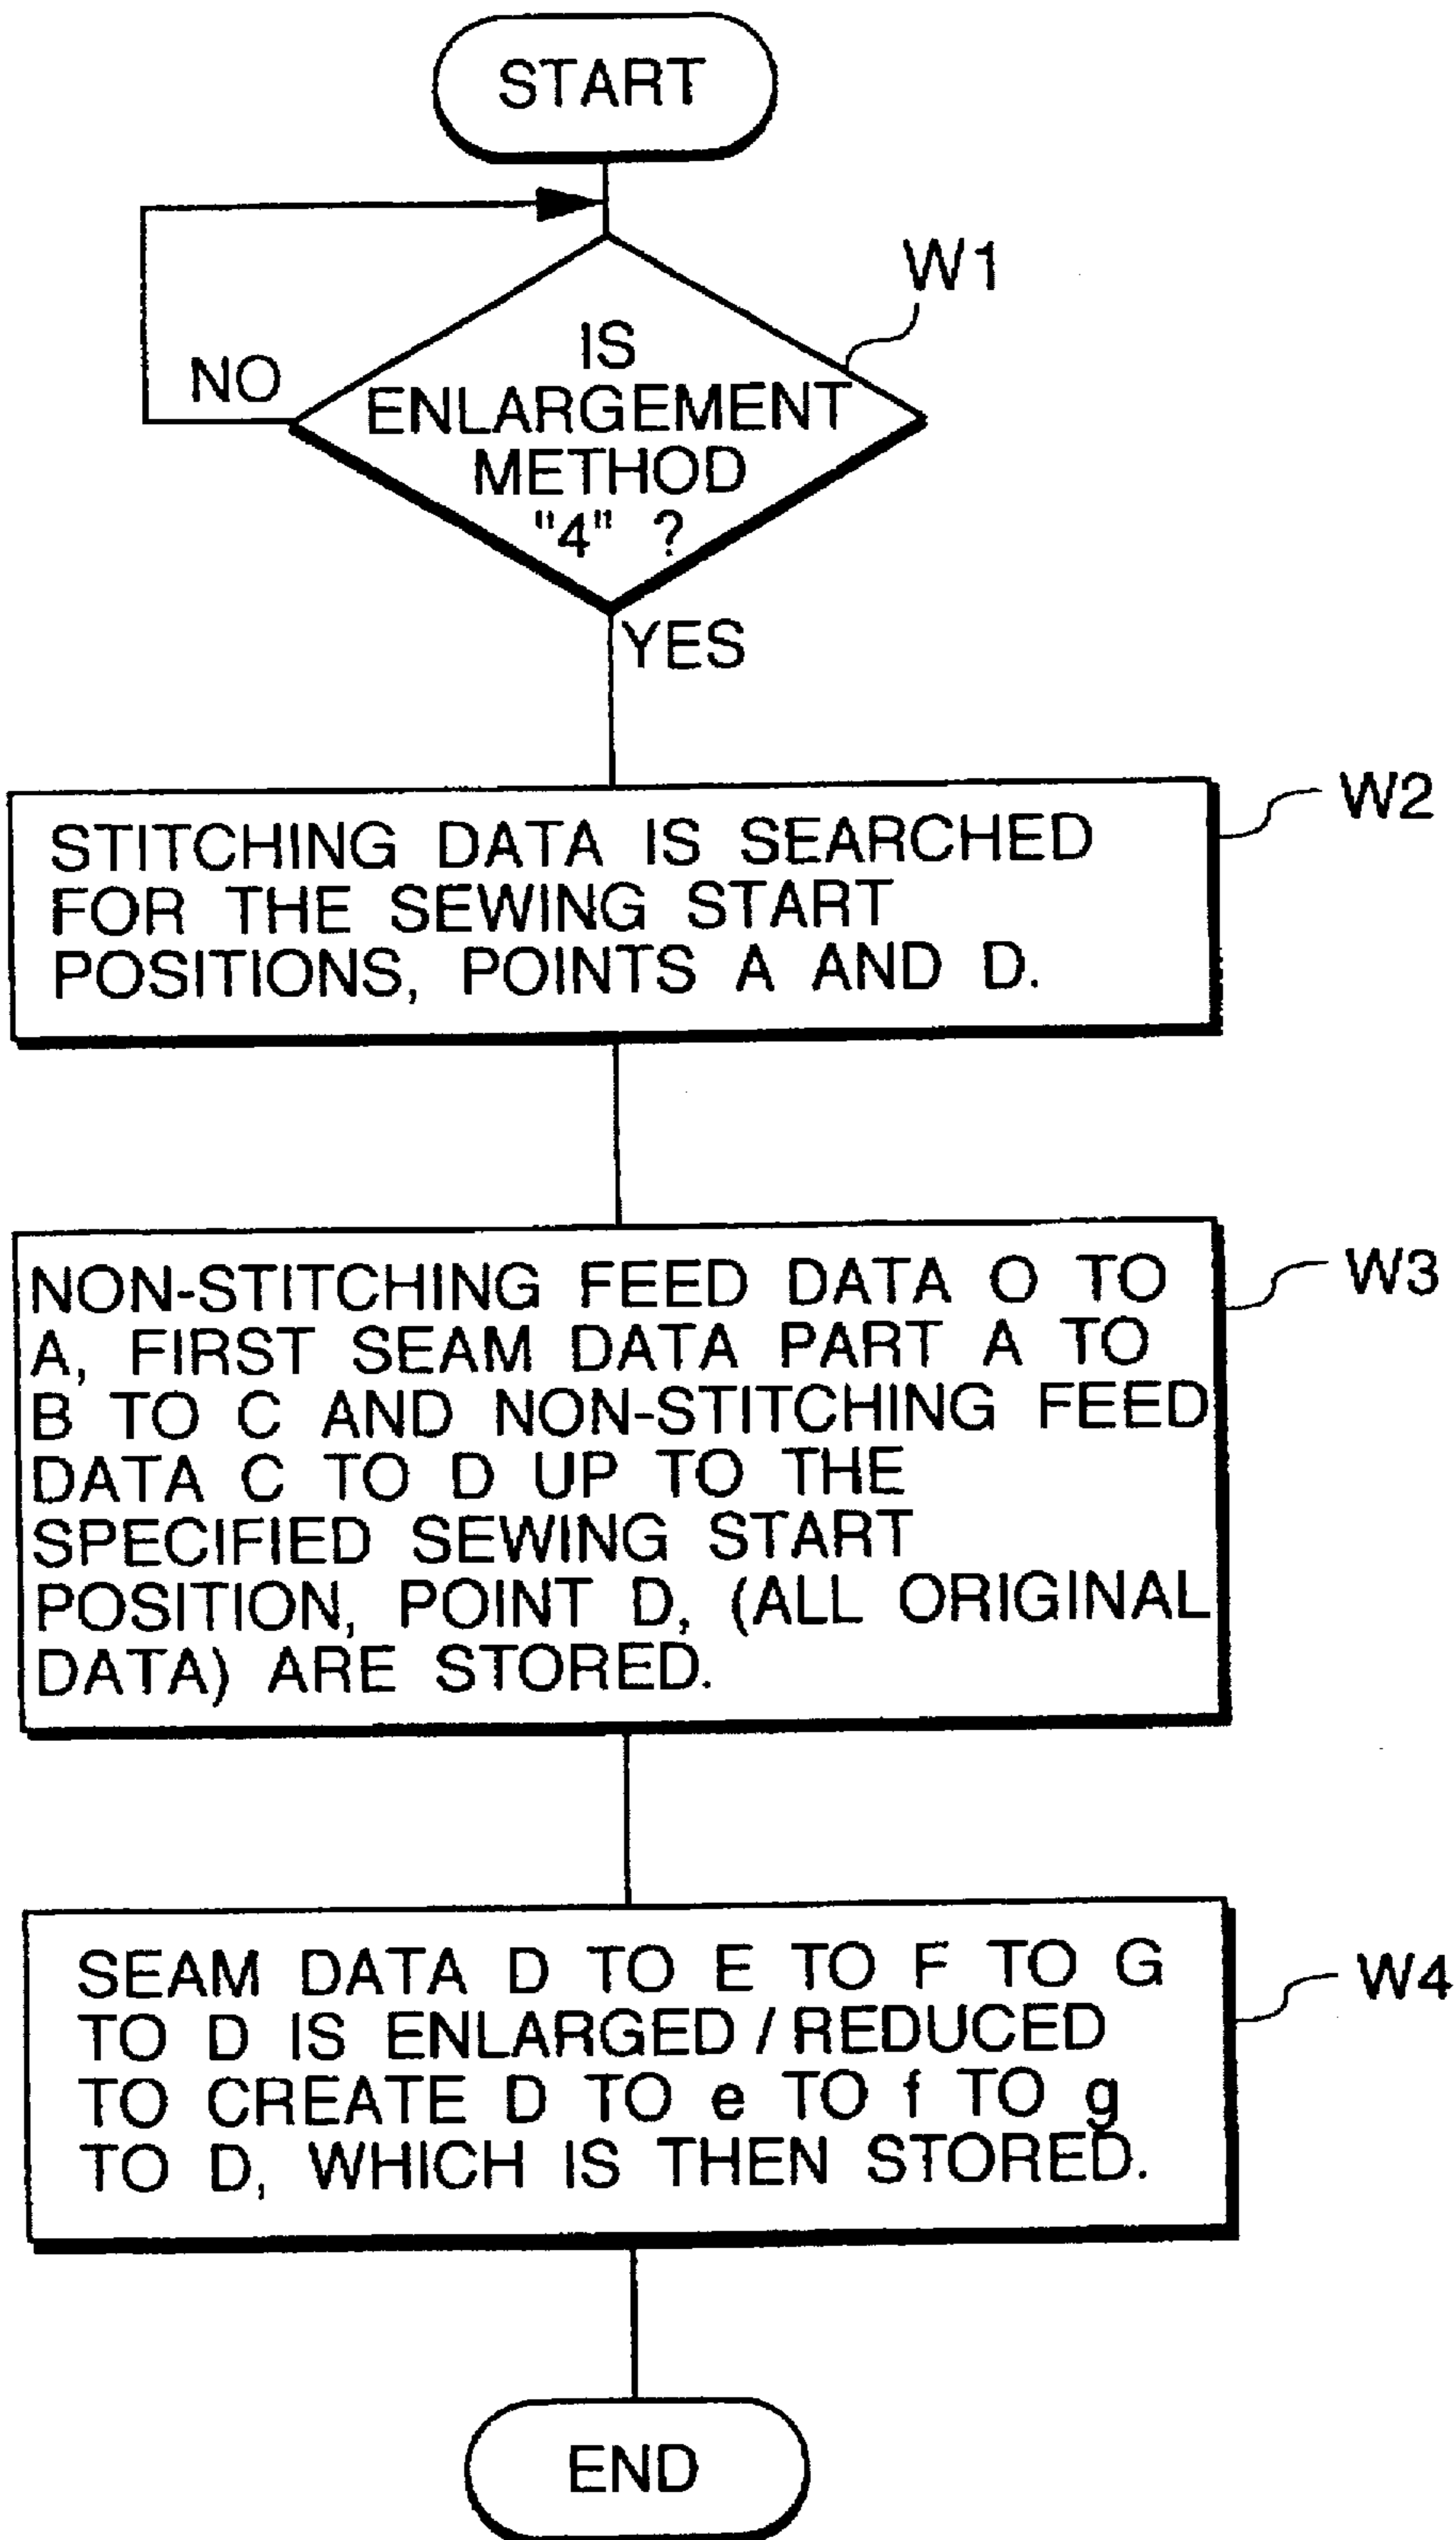 START
W1
NO
IS
ENLARGEMENT
METHOD
"4" ?
YES
W2
STITCHING DATA IS SEARCHED
FOR THE SEWING START
POSITIONS, POINTS A AND D.
W3
NON-STITCHING FEED DATA O TO
A, FIRST SEAM DATA PART A TO
B TO C AND NON-STITCHING FEED
DATA C TO D UP TO THE
SPECIFIED SEWING START
POSITION, POINT D, (ALL ORIGINAL
DATA) ARE STORED.
W4
SEAM DATA D TO E TO F TO G
TO D IS ENLARGED / REDUCED
TO CREATE D TO e TO f TO g
TO D, WHICH IS THEN STORED.
END